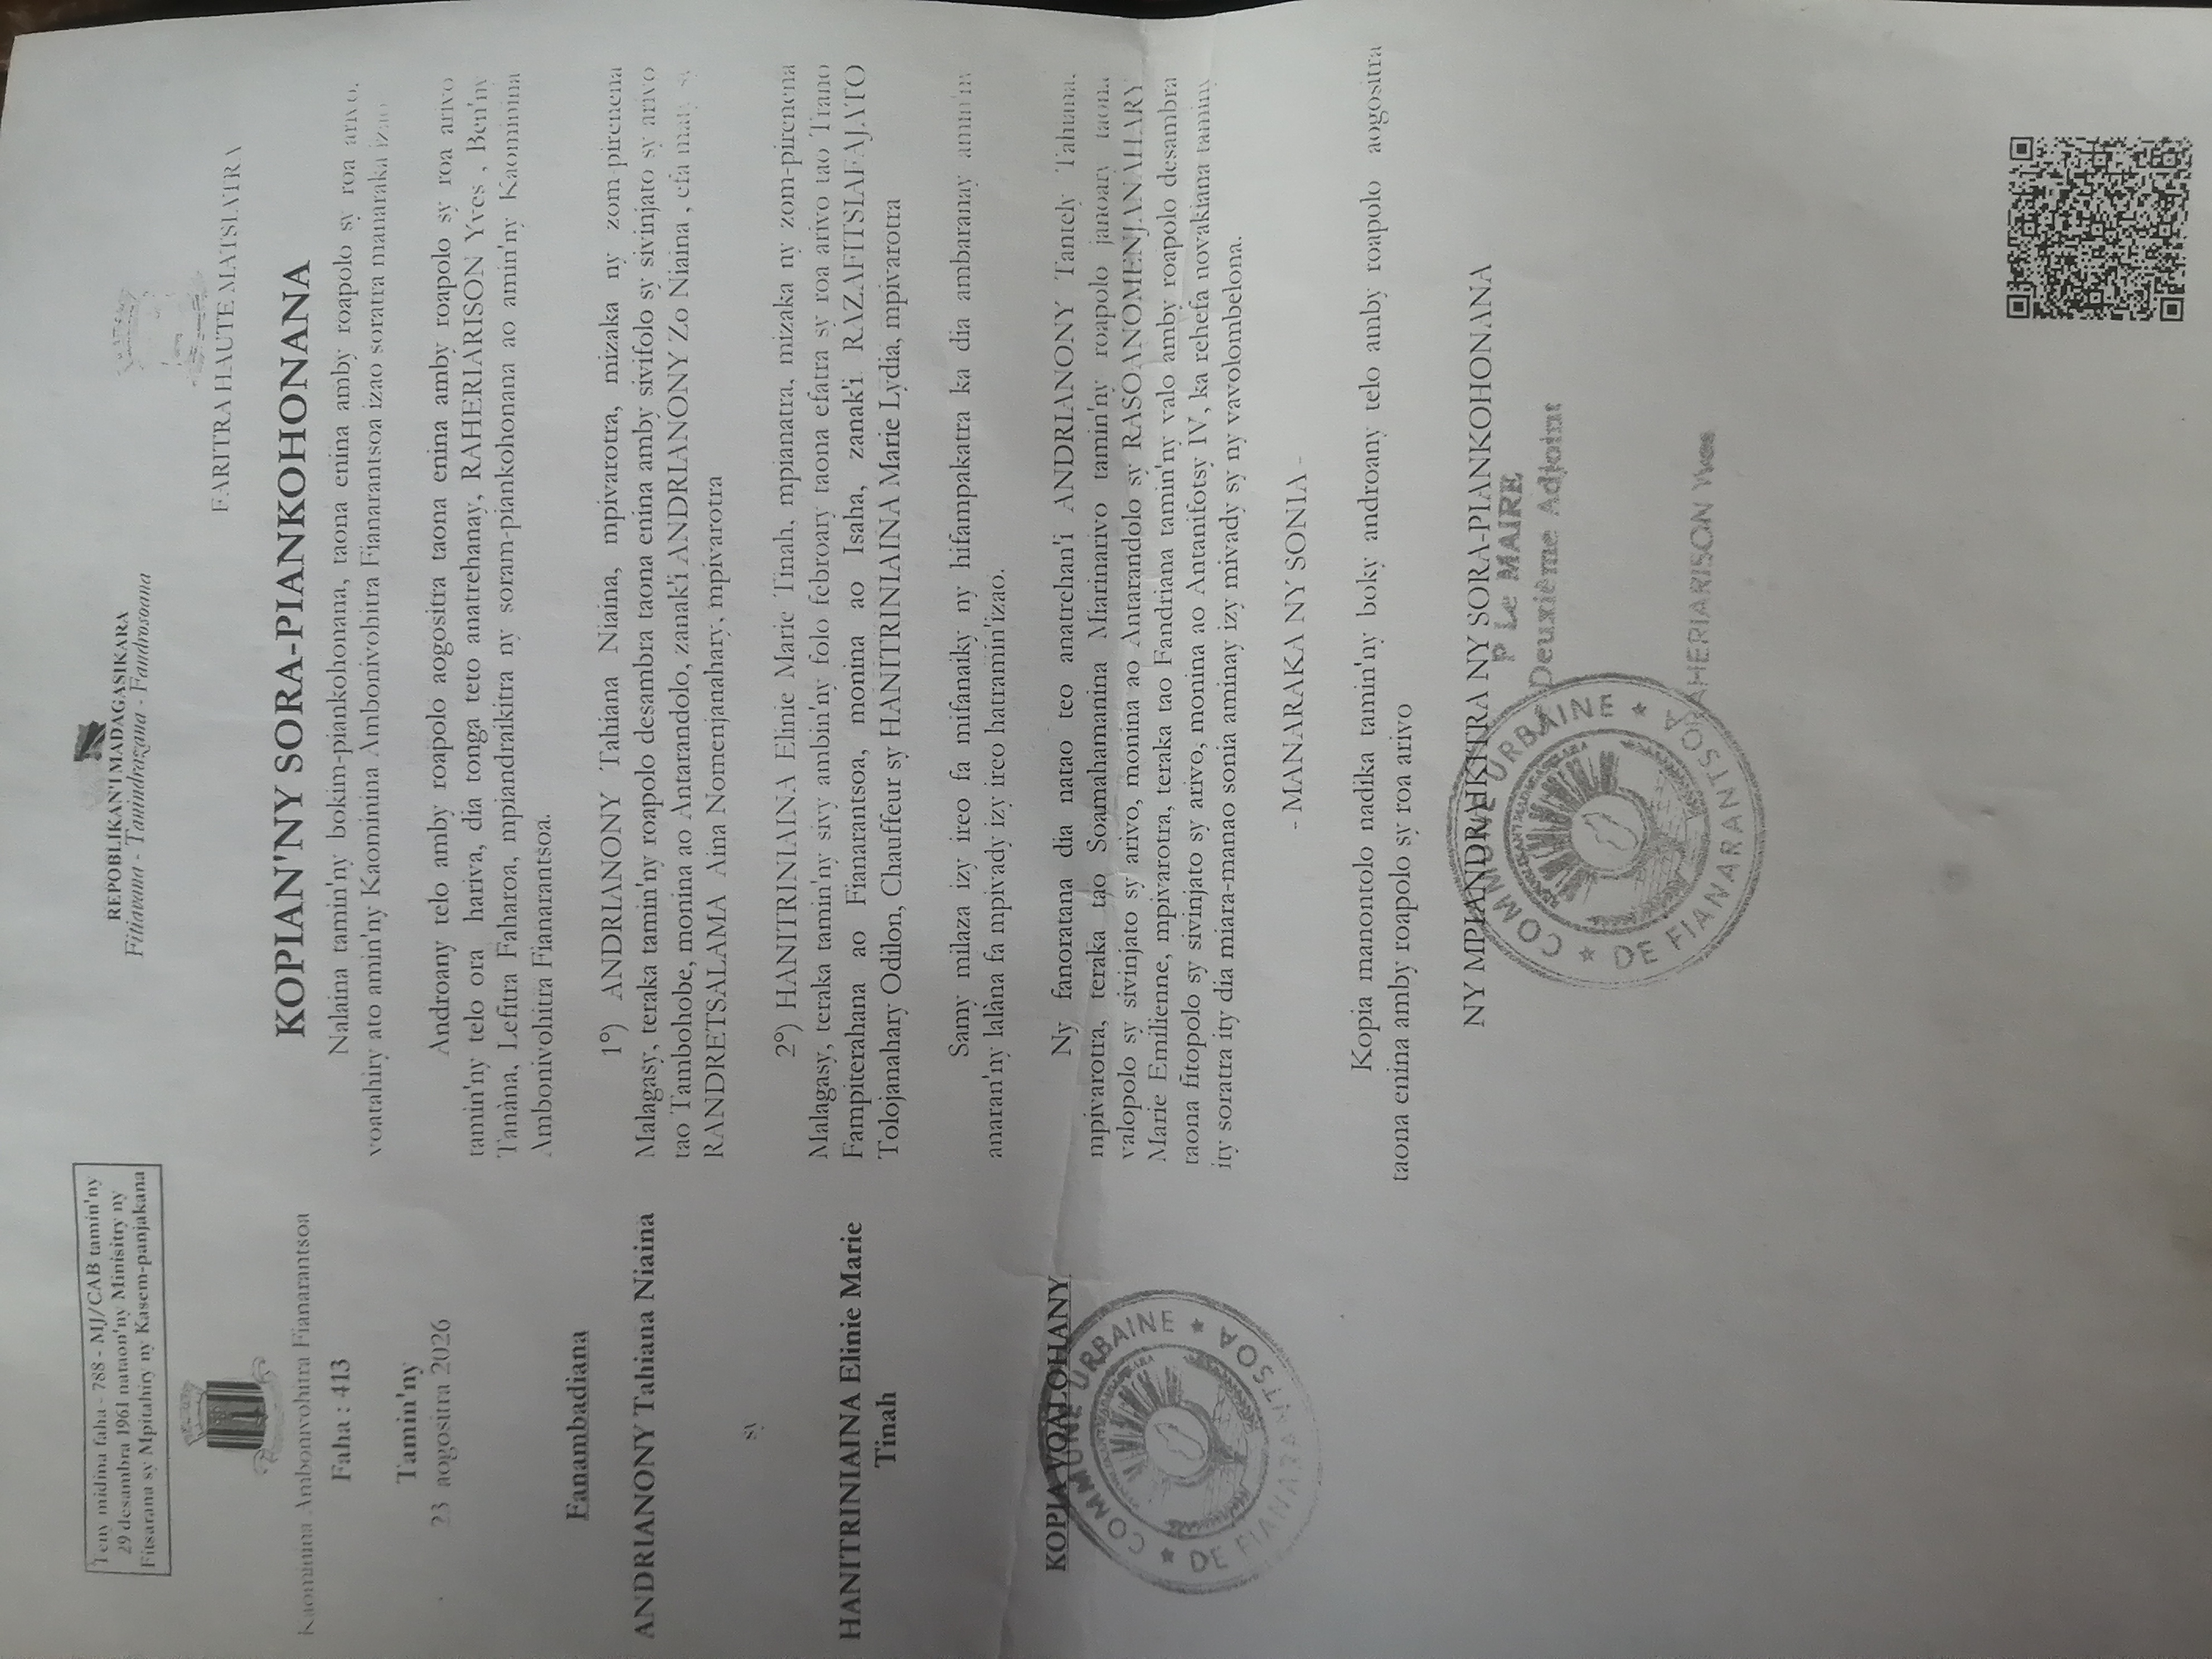 Teny midina faha - 788 - MJ/CAB tamin'ny
29 desambra 1961 nataon'ny Minisitry ny
Fitsarana sy Mpitahiry ny Kasem-panjakana
REPOBLIKAN'I MADAGASIKARA
Fitiavana - Tanindrazana - Fandrosoana
FARITRA HAUTE MATSIATRA
Kaominina Ambonivohitra Fianarantsoa
Faha : 413
Tamin'ny
23 aogositra 2026
Fanambadiana
ANDRIANONY Tahiana Niaina
sy
HANITRINIAINA Elinie Marie
Tinah
KOPIA VOALOHANY
COMMUNE URBAINE
DE FIANARANTSOA
KOPIAN'NY SORA-PIANKOHONANA
Nalaina tamin'ny bokim-piankohonana, taona enina amby roapolo sy roa arivo,
voatahiry ato amin'ny Kaominina Ambonivohitra Fianarantsoa izao soratra manaraka izao
Androany telo amby roapolo aogositra taona enina amby roapolo sy roa arivo
tamin'ny telo ora hariva, dia tonga teto anatrehanay, RAHERIARISON Yves , Ben'ny
Tanàna, Lefitra Faharoa, mpiandraikitra ny soram-piankohonana ao amin'ny Kaominina
Ambonivohitra Fianarantsoa.
1°) ANDRIANONY Tahiana Niaina, mpivarotra, mizaka ny zom-pirenena
Malagasy, teraka tamin'ny roapolo desambra taona enina amby sivifolo sy sivinjato sy arivo
tao Tambohobe, monina ao Antarandolo, zanak'i ANDRIANONY Zo Niaina , efa maty sy
RANDRETSALAMA Aina Nomenjanahary, mpivarotra
2°) HANITRINIAINA Elinie Marie Tinah, mpianatra, mizaka ny zom-pirenena
Malagasy, teraka tamin'ny sivy ambin'ny folo febroary taona efatra sy roa arivo tao Trano
Fampiterahana ao Fianarantsoa, monina ao Isaha, zanak'i RAZAFITSIAFAJATO
Tolojanahary Odilon, Chauffeur sy HANITRINIAINA Marie Lydia, mpivarotra
Samy milaza izy ireo fa mifanaiky ny hifampakatra ka dia ambaranay amin'ny
anaran'ny lalàna fa mpivady izy ireo hatramin'izao.
Ny fanoratana dia natao teo anatrehan'i ANDRIANONY Tantely Tahiana,
mpivarotra, teraka tao Soamahamanina Miarinarivo tamin'ny roapolo janoary taona
valopolo sy sivinjato sy arivo, monina ao Antarandolo sy RASOANOMENJANAHARY
Marie Emilienne, mpivarotra, teraka tao Fandriana tamin'ny valo amby roapolo desambra
taona fitopolo sy sivinjato sy arivo, monina ao Antanifotsy IV, ka rehefa novakiana taminy
ity soratra ity dia miara-manao sonia aminay izy mivady sy ny vavolombelona.
- MANARAKA NY SONIA -
Kopia manontolo nadika tamin'ny boky androany telo amby roapolo aogositra
taona enina amby roapolo sy roa arivo
NY MPIANDRAIKITRA NY SORA-PIANKOHONANA
P Le MAIRE
Deuxième Adjoint
RAHERIARISON Yves
COMMUNE URBAINE
DE FIANARANTSOA